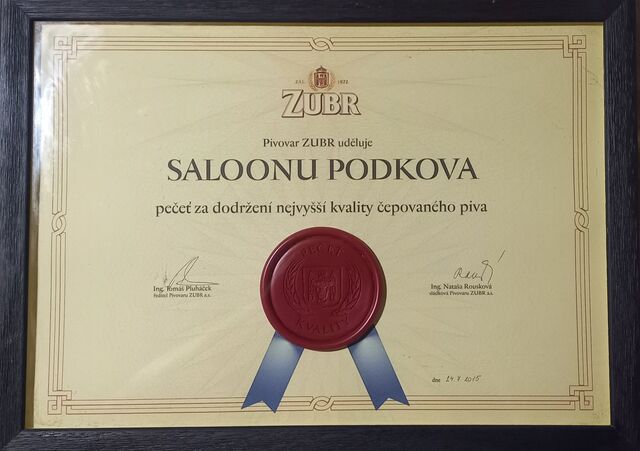 ZAL. 1872
ZUBR
Pivovar ZUBR uděluje
SALOONU PODKOVA
pečeť za dodržení nejvyšší kvality čepovaného piva
PEČEŤ
KVALITY
Ing. Tomáš Pluháček
ředitel Pivovaru ZUBR a.s.
Ing. Nataša Rousková
sládková Pivovaru ZUBR a.s.
dne 24.7.2015